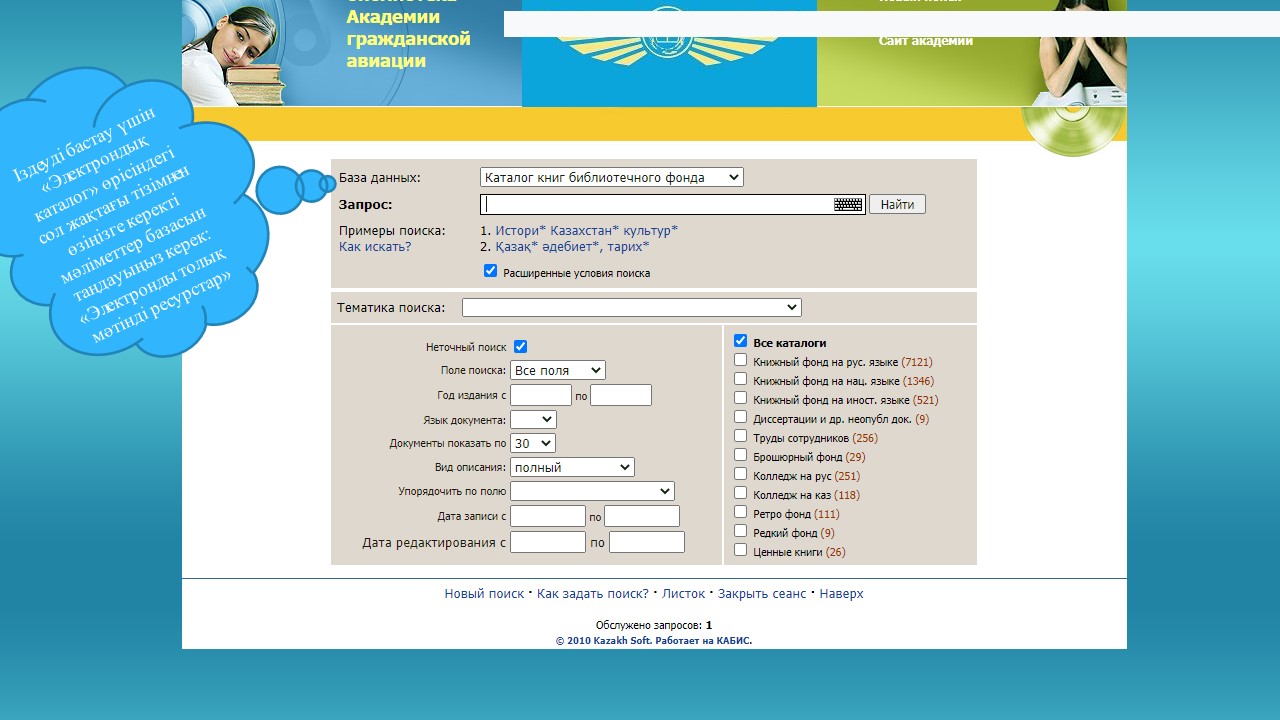 Академии
гражданской
авиации
Сайт академии
Іздеуді бастау үшін
«Электрондық
каталог» өрісіндегі
сол жақтағы тізімнен
өзіңізге керекті
мәліметтер базасын
таңдауыңыз керек:
«Электронды толық
мәтінді ресурстар»
База данных: Каталог книг библиотечного фонда
Запрос: Найти
Примеры поиска: 1. Истори* Казахстан* культур*
Как искать? 2. Қазақ* әдебиет*, тарих*
Расширенные условия поиска
Тематика поиска:
Неточный поиск
Поле поиска: Все поля
Год издания с по
Язык документа:
Документы показать по 30
Вид описания: полный
Упорядочить по полю
Дата записи с по
Дата редактирования с по
Все каталоги
Книжный фонд на рус. языке (7121)
Книжный фонд на нац. языке (1346)
Книжный фонд на иност. языке (521)
Диссертации и др. неопубл док. (9)
Труды сотрудников (256)
Брошюрный фонд (29)
Колледж на рус (251)
Колледж на каз (118)
Ретро фонд (111)
Редкий фонд (9)
Ценные книги (26)
Новый поиск · Как задать поиск? · Листок · Закрыть сеанс · Наверх
Обслужено запросов: 1
© 2010 Kazakh Soft. Работает на КАБИС.